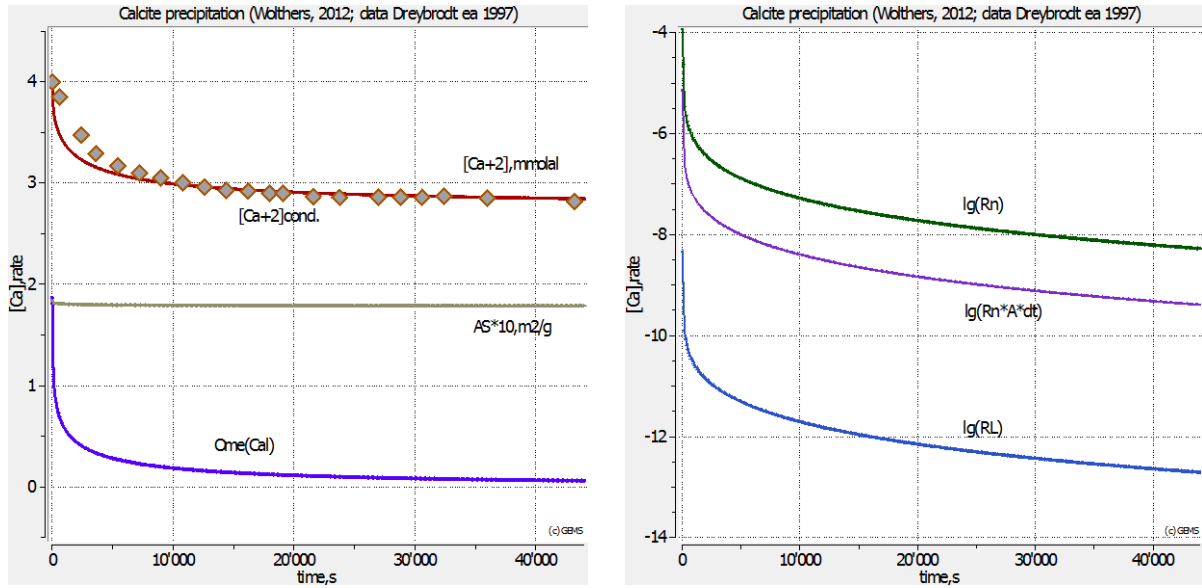 Calcite precipitation (Wolthers, 2012; data Dreybrodt ea 1997)
[Ca],rate
4
3
2
1
0
[Ca+2],mmolal
[Ca+2]cond.
AS*10,m2/g
Ome(Cal)
(c)GEMS
0
10'000
20'000
30'000
40'000
time,s
Calcite precipitation (Wolthers, 2012; data Dreybrodt ea 1997)
[Ca],rate
-4
-6
-8
-10
-12
-14
lg(Rn)
lg(Rn*A*dt)
lg(RL)
(c)GEMS
0
10'000
20'000
30'000
40'000
time,s